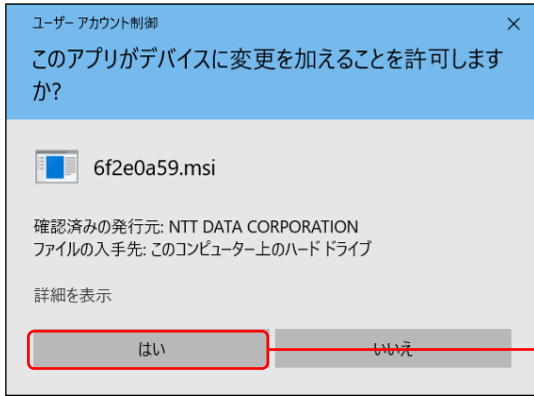 ユーザー アカウント制御
このアプリがデバイスに変更を加えることを許可します
か?
6f2e0a59.msi
確認済みの発行元: NTT DATA CORPORATION
ファイルの入手先: このコンピューター上のハード ドライブ
詳細を表示
はい
いいえ